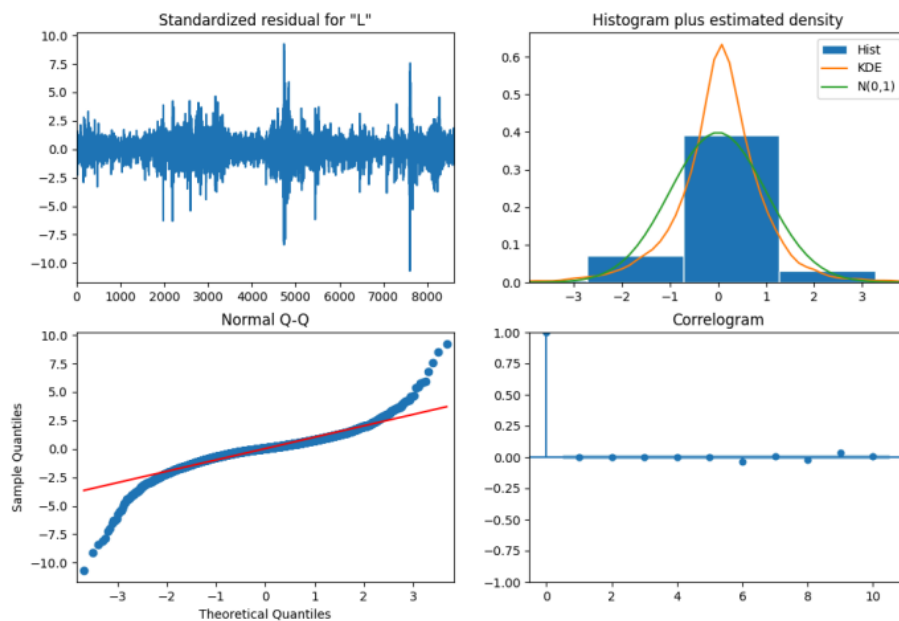 Standardized residual for "L"
10.0
7.5
5.0
2.5
0.0
−2.5
−5.0
−7.5
−10.0
0 1000 2000 3000 4000 5000 6000 7000 8000
Histogram plus estimated density
Hist
KDE
N(0,1)
0.6
0.5
0.4
0.3
0.2
0.1
0.0
−3 −2 −1 0 1 2 3
Normal Q-Q
Sample Quantiles
10.0
7.5
5.0
2.5
0.0
−2.5
−5.0
−7.5
−10.0
−3 −2 −1 0 1 2 3
Theoretical Quantiles
Correlogram
1.00
0.75
0.50
0.25
0.00
−0.25
−0.50
−0.75
−1.00
0 2 4 6 8 10